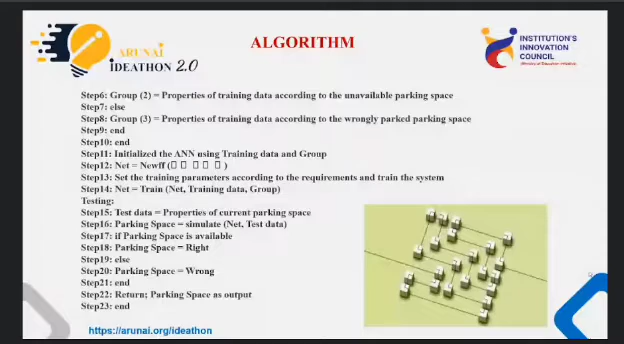 ARUNAI
IDEATHON 2.0
ALGORITHM
INSTITUTION'S
INNOVATION
COUNCIL
(Ministry of Education Initiative)
Step6: Group (2) = Properties of training data according to the unavailable parking space
Step7: else
Step8: Group (3) = Properties of training data according to the wrongly parked parking space
Step9: end
Step10: end
Step11: Initialized the ANN using Training data and Group
Step12: Net = Newff (▯ ▯ ▯ ▯ ▯ )
Step13: Set the training parameters according to the requirements and train the system
Step14: Net = Train (Net, Training data, Group)
Testing:
Step15: Test data = Properties of current parking space
Step16: Parking Space = simulate (Net, Test data)
Step17: if Parking Space is available
Step18: Parking Space = Right
Step19: else
Step20: Parking Space = Wrong
Step21: end
Step22: Return; Parking Space as output
Step23: end
https://arunai.org/ideathon